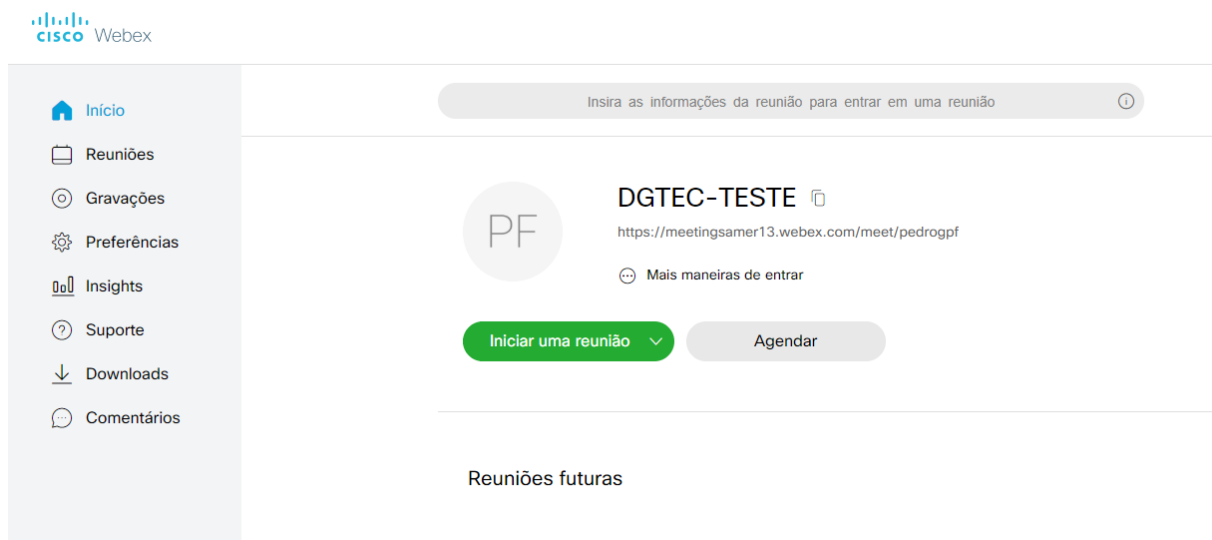 cisco Webex
Início
Reuniões
Gravações
Preferências
Insights
Suporte
Downloads
Comentários
Insira as informações da reunião para entrar em uma reunião
PF
DGTEC-TESTE
https://meetingsamer13.webex.com/meet/pedrogpf
Mais maneiras de entrar
Iniciar uma reunião
Agendar
Reuniões futuras